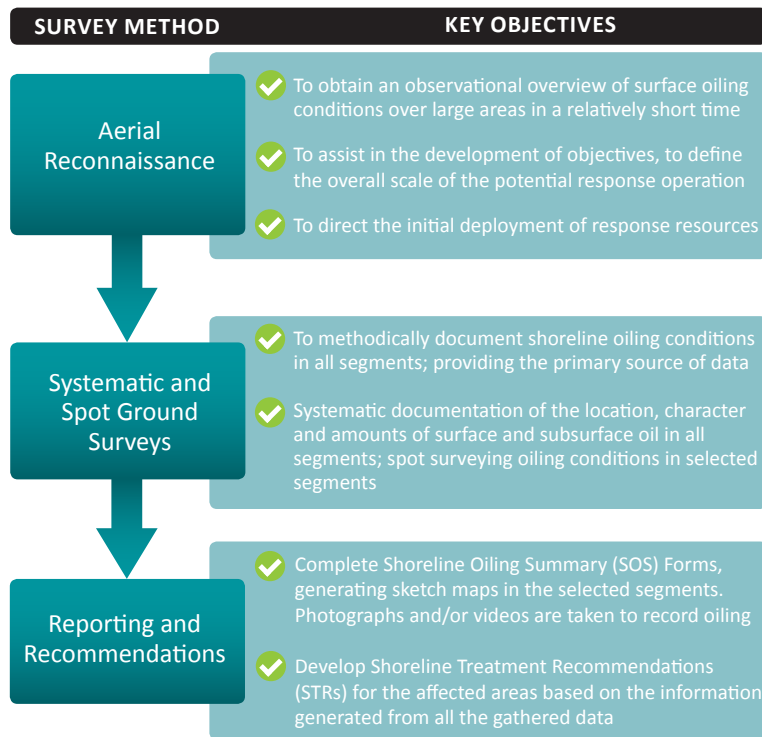 SURVEY METHOD
KEY OBJECTIVES
Aerial
Reconnaissance
To obtain an observational overview of surface oiling
conditions over large areas in a relatively short time
To assist in the development of objectives, to define
the overall scale of the potential response operation
To direct the initial deployment of response resources
Systematic and
Spot Ground
Surveys
To methodically document shoreline oiling conditions
in all segments; providing the primary source of data
Systematic documentation of the location, character
and amounts of surface and subsurface oil in all
segments; spot surveying oiling conditions in selected
segments
Reporting and
Recommendations
Complete Shoreline Oiling Summary (SOS) Forms,
generating sketch maps in the selected segments.
Photographs and/or videos are taken to record oiling
Develop Shoreline Treatment Recommendations
(STRs) for the affected areas based on the information
generated from all the gathered data